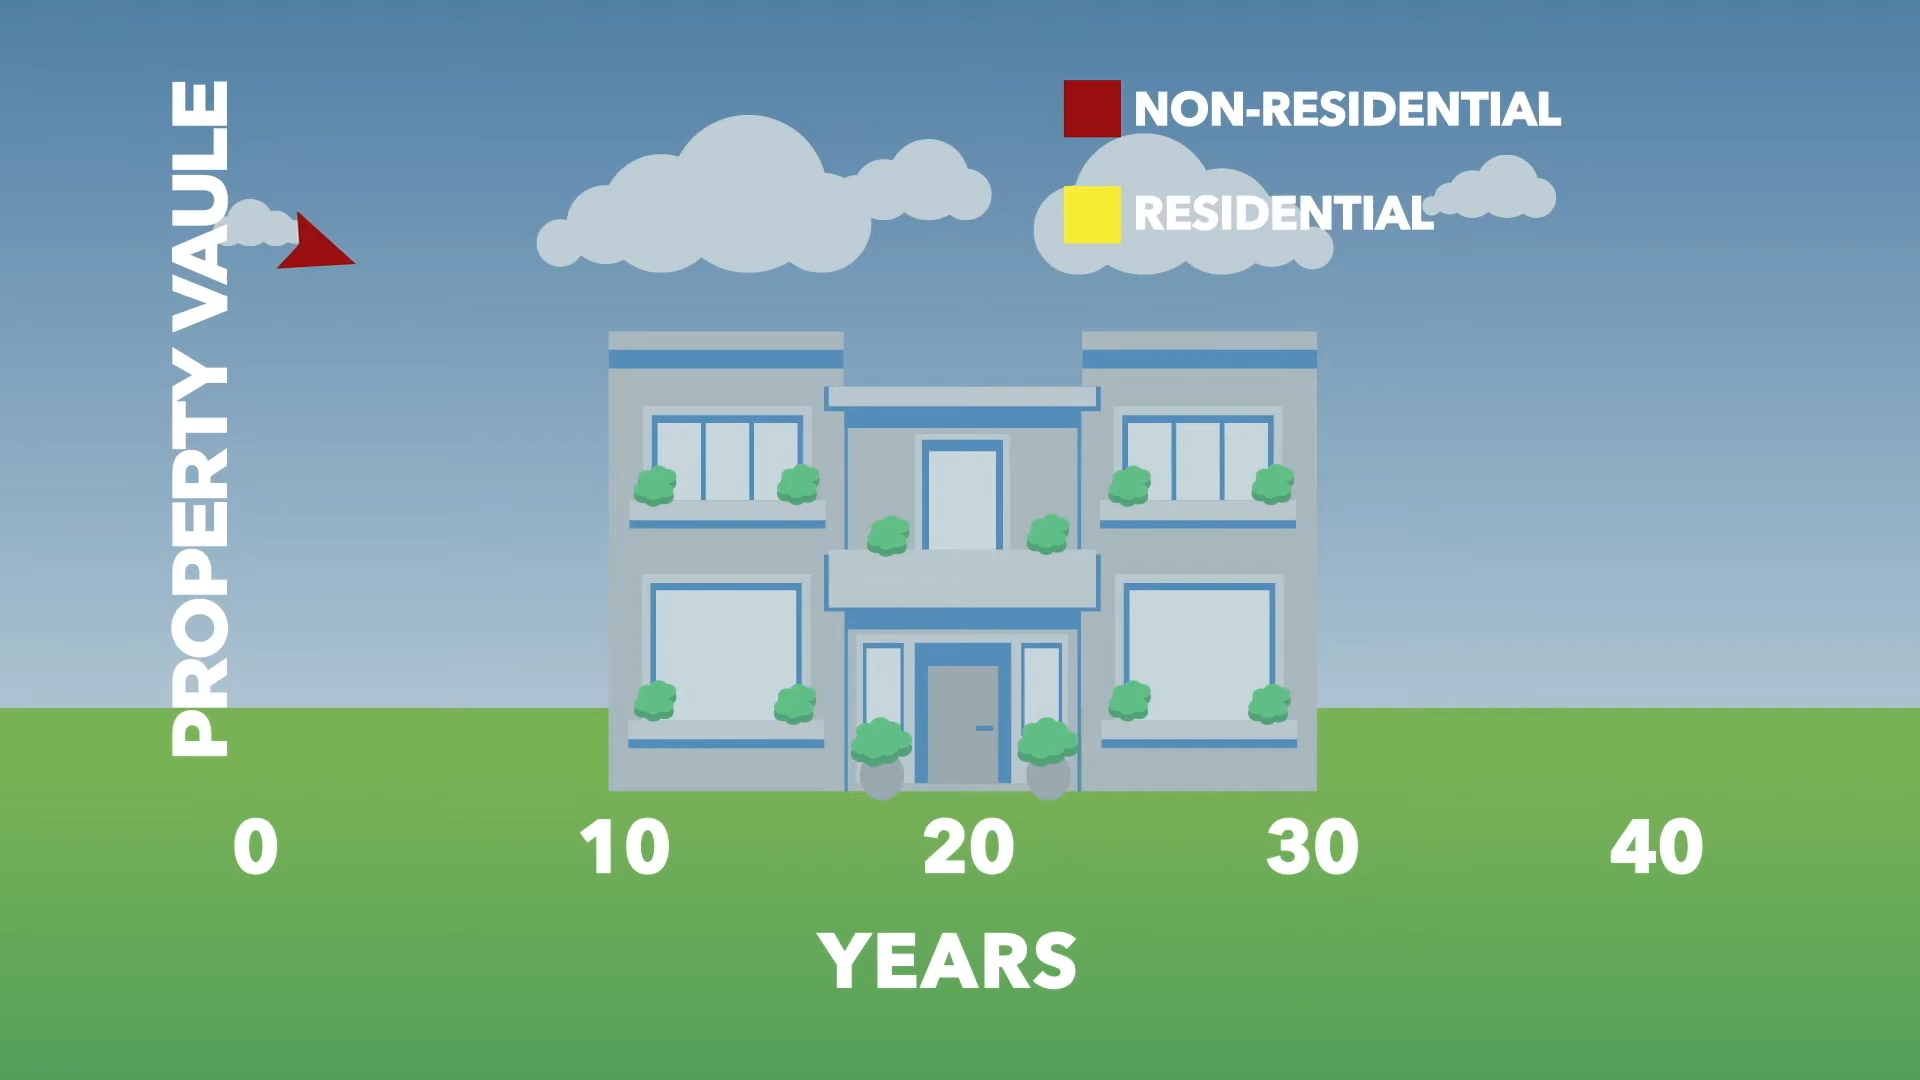 PROPERTY VAULE
NON-RESIDENTIAL
RESIDENTIAL
0 10 20 30 40
YEARS